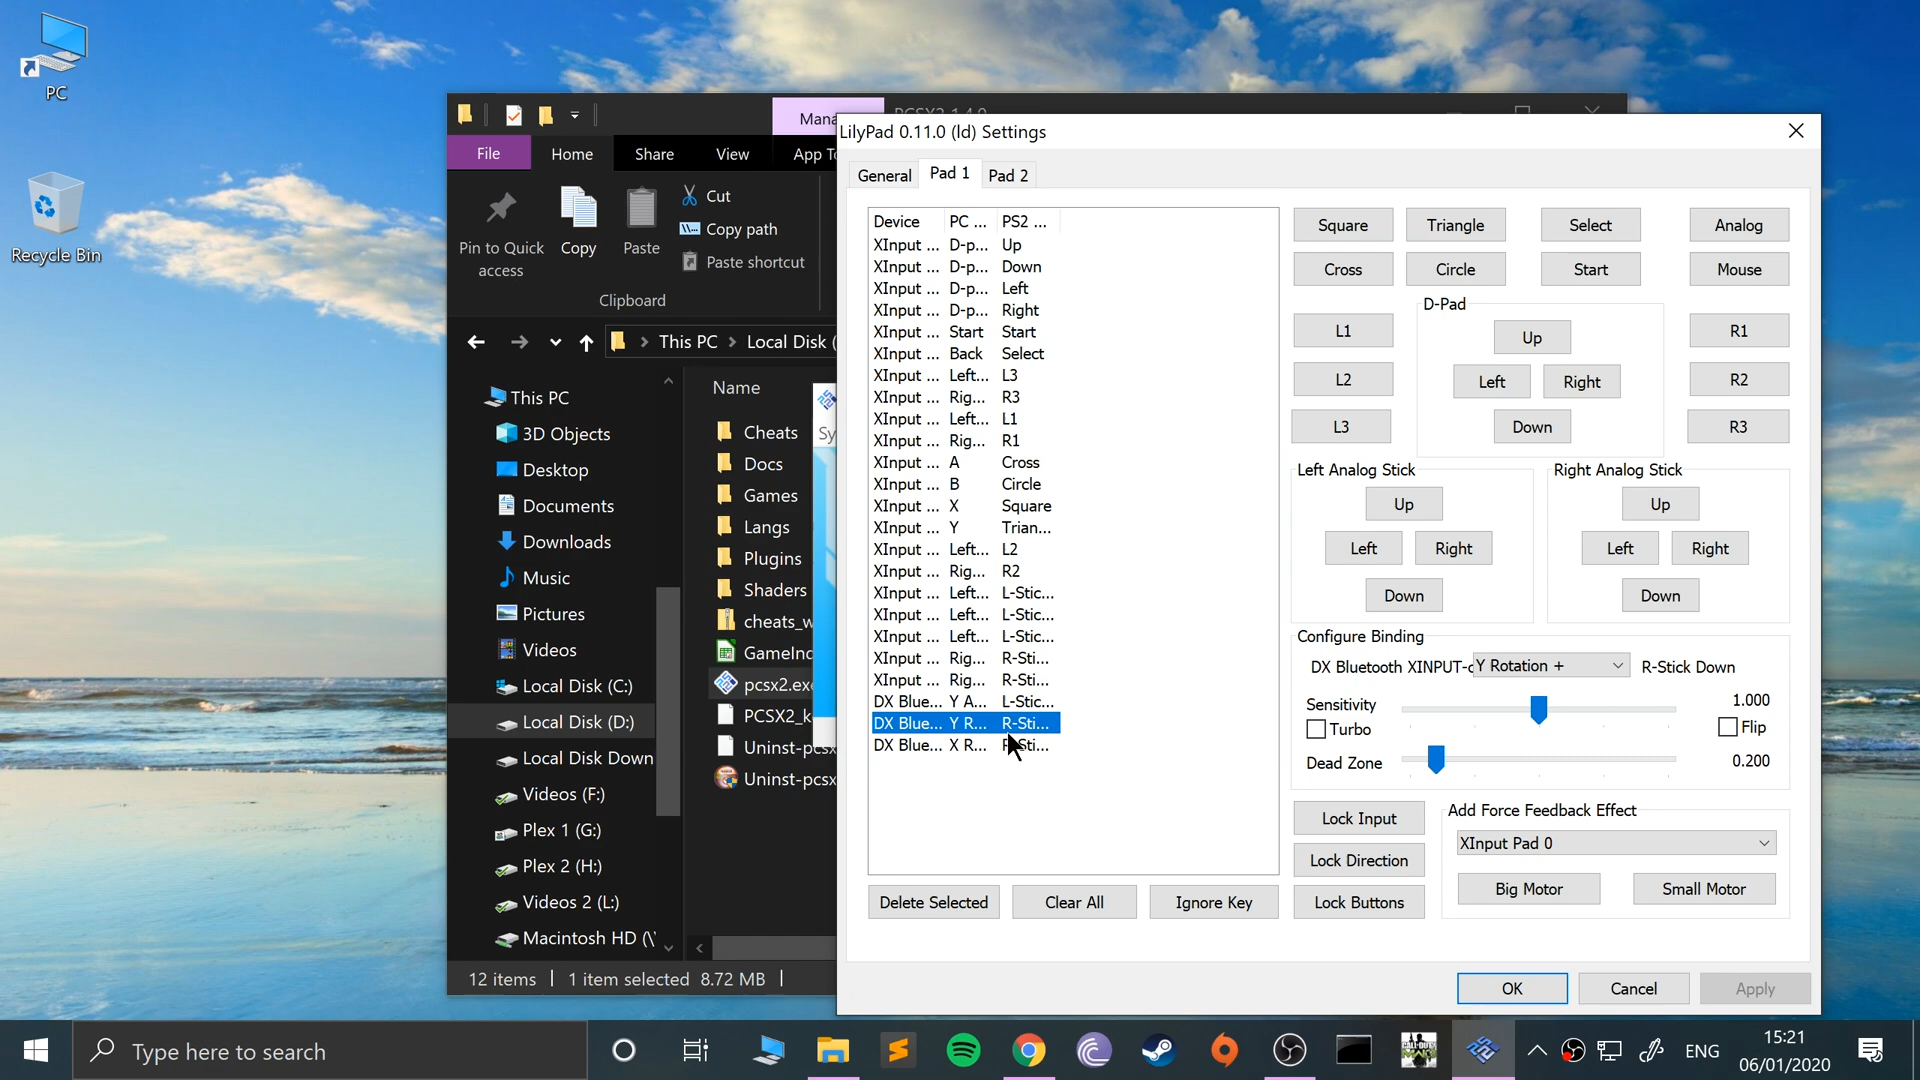 PC
Recycle Bin
Mana
PCSX2 1.4.0
File
Home
Share
View
App To
Pin to Quick
access
Copy
Paste
Cut
Copy path
Paste shortcut
Clipboard
This PC
Local Disk (
This PC
3D Objects
Desktop
Documents
Downloads
Music
Pictures
Videos
Local Disk (C:)
Local Disk (D:)
Local Disk Down
Videos (F:)
Plex 1 (G:)
Plex 2 (H:)
Videos 2 (L:)
Macintosh HD (\
Name
Cheats
Docs
Games
Langs
Plugins
Shaders
cheats_w
GameInd
pcsx2.exe
PCSX2_k
Uninst-pcsx
Uninst-pcsx
Sy
12 items
1 item selected 8.72 MB
LilyPad 0.11.0 (ld) Settings
General
Pad 1
Pad 2
Device PC ... PS2 ...
XInput ... D-p... Up
XInput ... D-p... Down
XInput ... D-p... Left
XInput ... D-p... Right
XInput ... Start Start
XInput ... Back Select
XInput ... Left... L3
XInput ... Rig... R3
XInput ... Left... L1
XInput ... Rig... R1
XInput ... A Cross
XInput ... B Circle
XInput ... X Square
XInput ... Y Trian...
XInput ... Left... L2
XInput ... Rig... R2
XInput ... Left... L-Stic...
XInput ... Left... L-Stic...
XInput ... Left... L-Stic...
XInput ... Rig... R-Sti...
XInput ... Rig... R-Sti...
DX Blue... Y A... L-Stic...
DX Blue... Y R... R-Sti...
DX Blue... X R... R-Sti...
Delete Selected
Clear All
Ignore Key
Square
Triangle
Select
Analog
Cross
Circle
Start
Mouse
D-Pad
L1
Up
R1
L2
Left
Right
R2
L3
Down
R3
Left Analog Stick
Up
Left
Right
Down
Right Analog Stick
Up
Left
Right
Down
Configure Binding
DX Bluetooth XINPUT-c
Y Rotation +
R-Stick Down
Sensitivity
1.000
Turbo
Flip
Dead Zone
0.200
Lock Input
Lock Direction
Lock Buttons
Add Force Feedback Effect
XInput Pad 0
Big Motor
Small Motor
OK
Cancel
Apply
Type here to search
ENG
15:21
06/01/2020